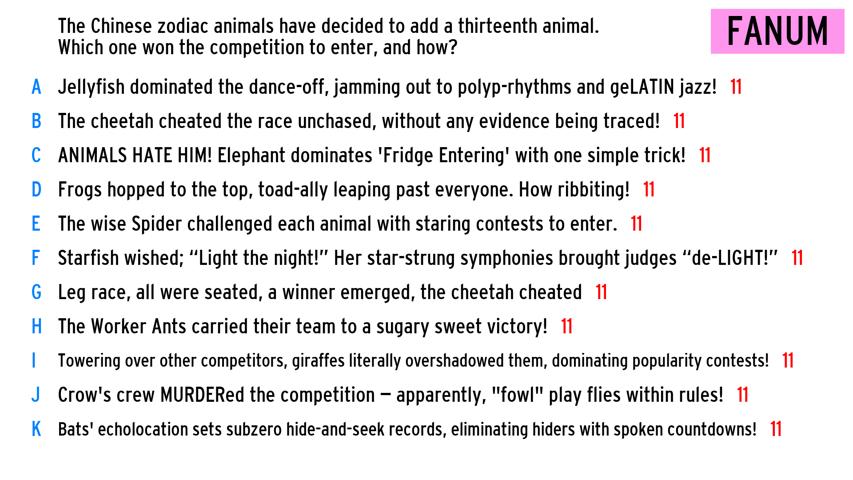 The Chinese zodiac animals have decided to add a thirteenth animal.
Which one won the competition to enter, and how?
FANUM
A Jellyfish dominated the dance-off, jamming out to polyp-rhythms and geLATIN jazz! 11
B The cheetah cheated the race unchased, without any evidence being traced! 11
C ANIMALS HATE HIM! Elephant dominates 'Fridge Entering' with one simple trick! 11
D Frogs hopped to the top, toad-ally leaping past everyone. How ribbiting! 11
E The wise Spider challenged each animal with staring contests to enter. 11
F Starfish wished; “Light the night!” Her star-strung symphonies brought judges “de-LIGHT!” 11
G Leg race, all were seated, a winner emerged, the cheetah cheated 11
H The Worker Ants carried their team to a sugary sweet victory! 11
I Towering over other competitors, giraffes literally overshadowed them, dominating popularity contests! 11
J Crow's crew MURDERed the competition – apparently, "fowl" play flies within rules! 11
K Bats' echolocation sets subzero hide-and-seek records, eliminating hiders with spoken countdowns! 11